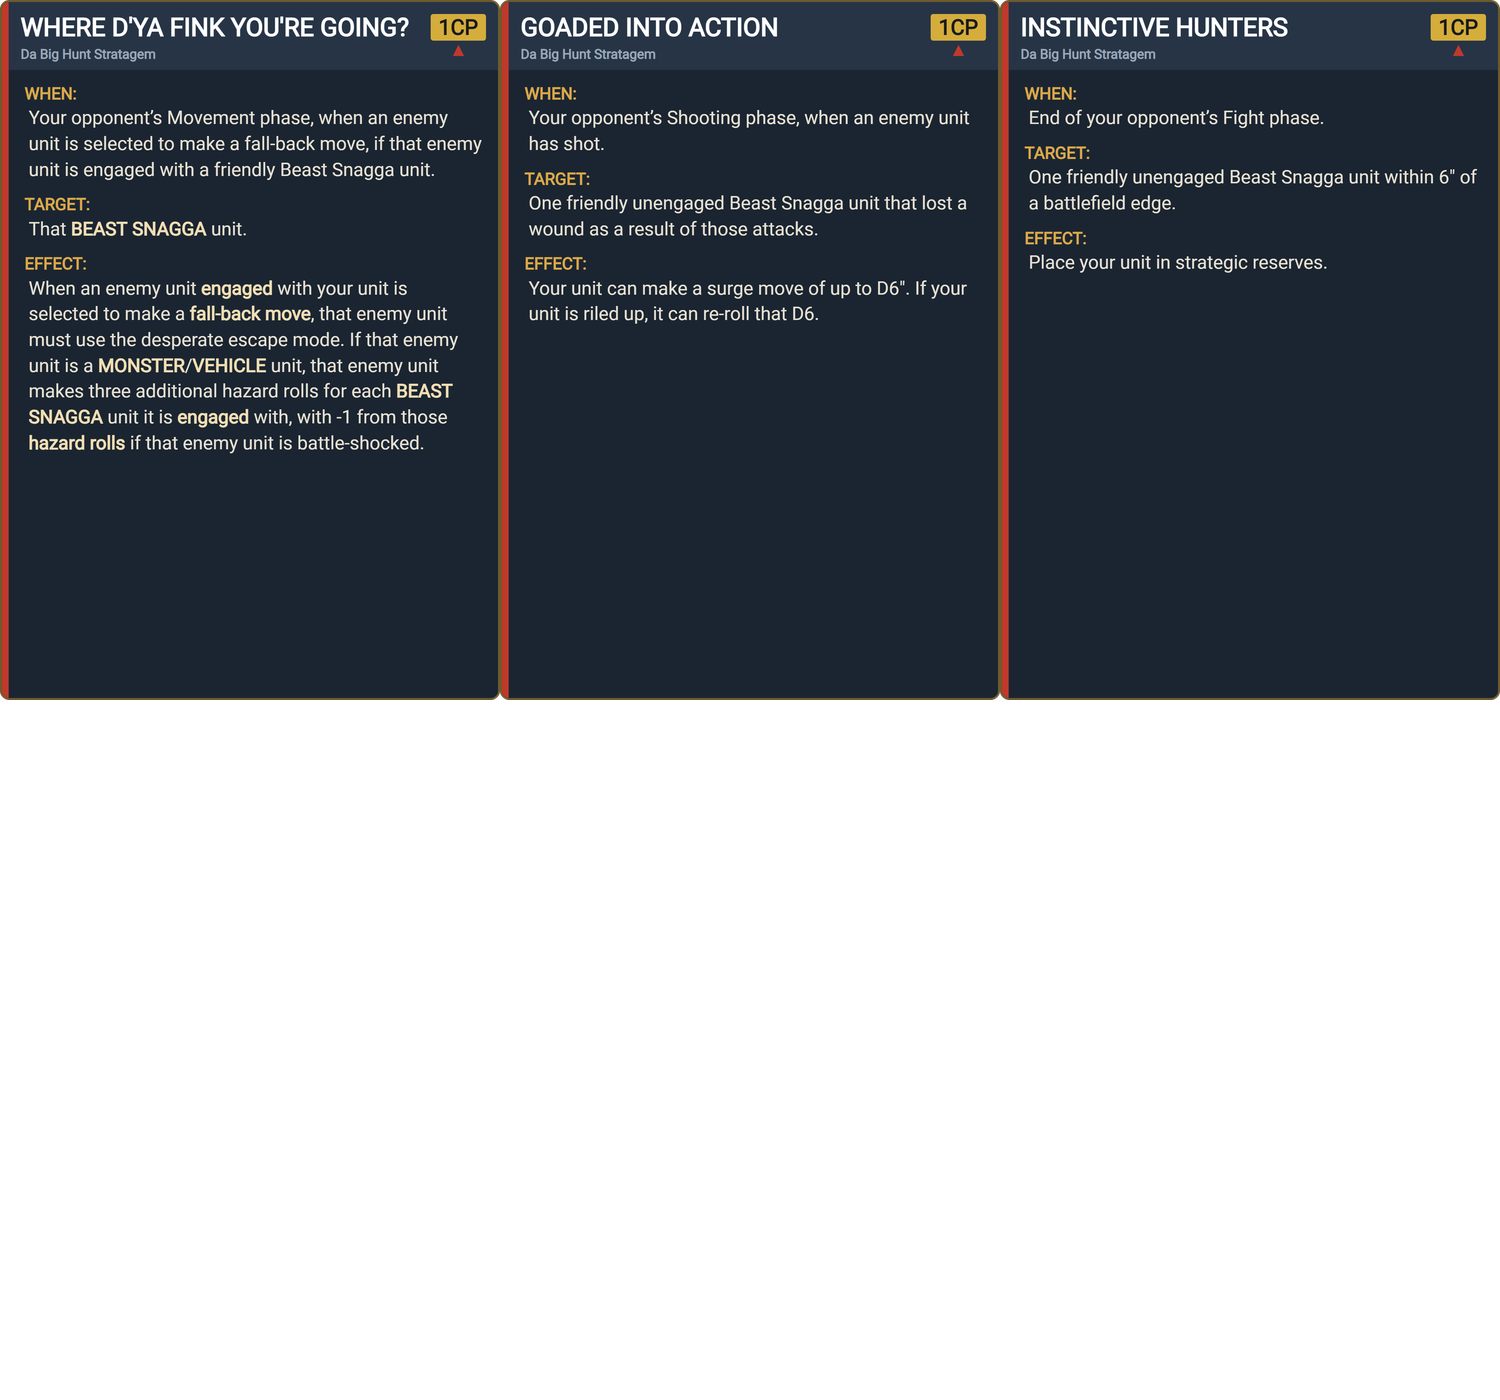 WHERE D'YA FINK YOU'RE GOING?
1CP
Da Big Hunt Stratagem
WHEN:
Your opponent’s Movement phase, when an enemy
unit is selected to make a fall-back move, if that enemy
unit is engaged with a friendly Beast Snagga unit.
TARGET:
That BEAST SNAGGA unit.
EFFECT:
When an enemy unit engaged with your unit is
selected to make a fall-back move, that enemy unit
must use the desperate escape mode. If that enemy
unit is a MONSTER/VEHICLE unit, that enemy unit
makes three additional hazard rolls for each BEAST
SNAGGA unit it is engaged with, with -1 from those
hazard rolls if that enemy unit is battle-shocked.
GOADED INTO ACTION
1CP
Da Big Hunt Stratagem
WHEN:
Your opponent’s Shooting phase, when an enemy unit
has shot.
TARGET:
One friendly unengaged Beast Snagga unit that lost a
wound as a result of those attacks.
EFFECT:
Your unit can make a surge move of up to D6". If your
unit is riled up, it can re-roll that D6.
INSTINCTIVE HUNTERS
1CP
Da Big Hunt Stratagem
WHEN:
End of your opponent’s Fight phase.
TARGET:
One friendly unengaged Beast Snagga unit within 6" of
a battlefield edge.
EFFECT:
Place your unit in strategic reserves.